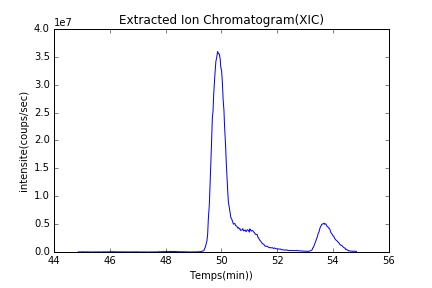 Extracted Ion Chromatogram(XIC)
1e7
4.0
3.5
3.0
2.5
2.0
1.5
1.0
0.5
0.0
intensite(coups/sec)
44 46 48 50 52 54 56
Temps(min))